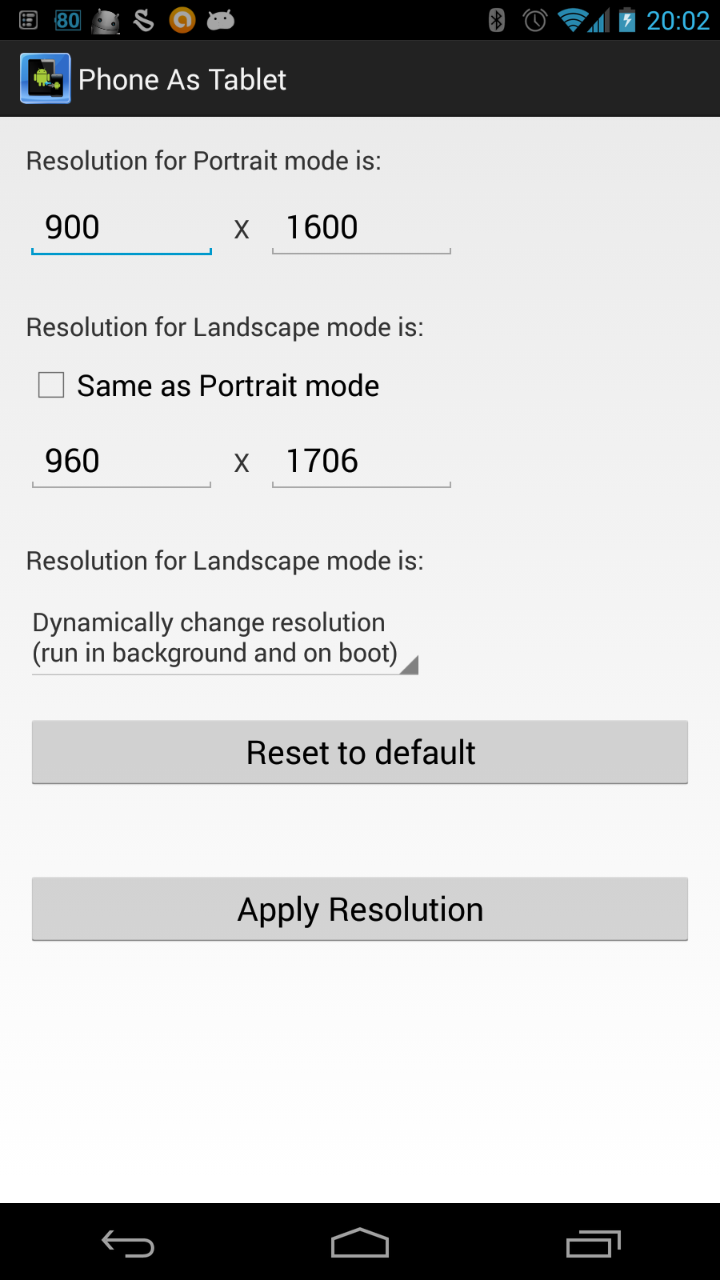 80 20:02
Phone As Tablet
Resolution for Portrait mode is:
900 x 1600
Resolution for Landscape mode is:
Same as Portrait mode
960 x 1706
Resolution for Landscape mode is:
Dynamically change resolution
(run in background and on boot)
Reset to default
Apply Resolution